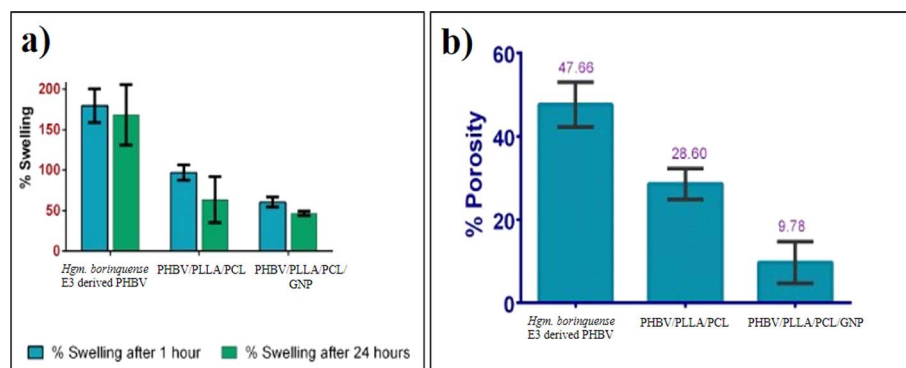 a)
% Swelling
200
150
100
50
0
Hgm. borinquense
E3 derived PHBV
PHBV/PLLA/PCL
PHBV/PLLA/PCL/
GNP
% Swelling after 1 hour
% Swelling after 24 hours
b)
% Porosity
60
40
20
0
47.66
28.60
9.78
Hgm. borinquense
E3 derived PHBV
PHBV/PLLA/PCL
PHBV/PLLA/PCL/GNP